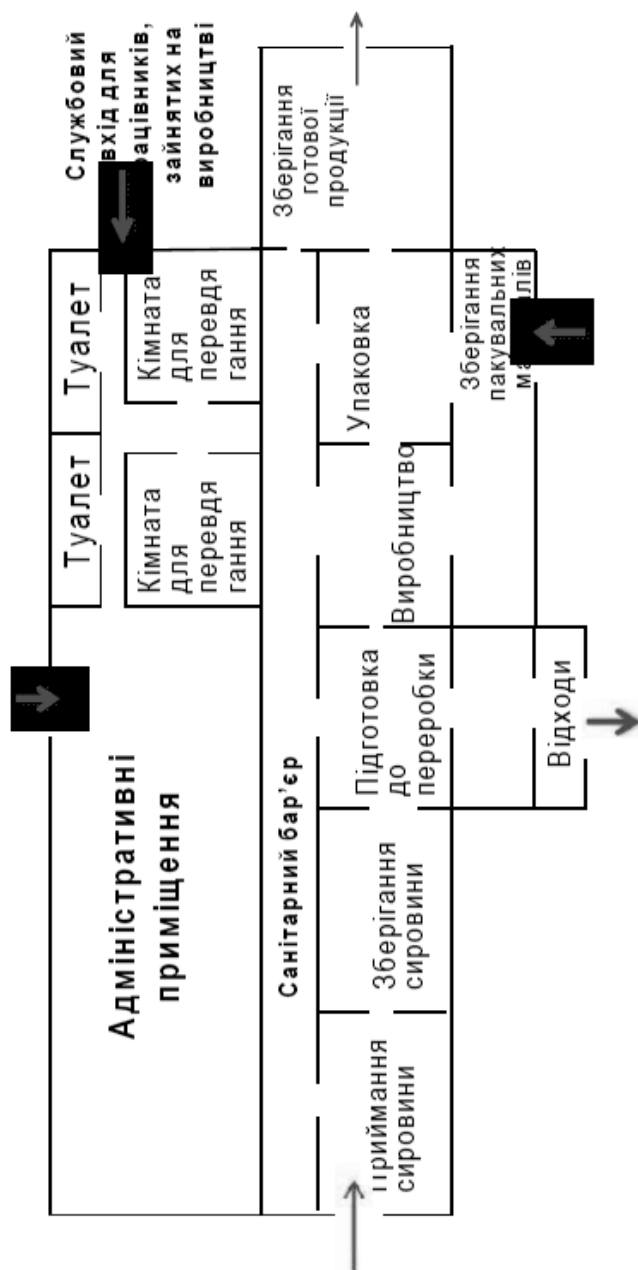 Адміністративні
приміщення
Туалет
Туалет
Службовий
вхід для
працівників,
зайнятих на
виробництві
Кімната
для
перевдя
гання
Кімната
для
перевдя
гання
Санітарний бар’єр
Зберігання
готової
продукції
Приймання
сировини
Зберігання
сировини
Підготовка
до
переробки
Виробництво
Упаковка
Зберігання
пакувальних
Відходи